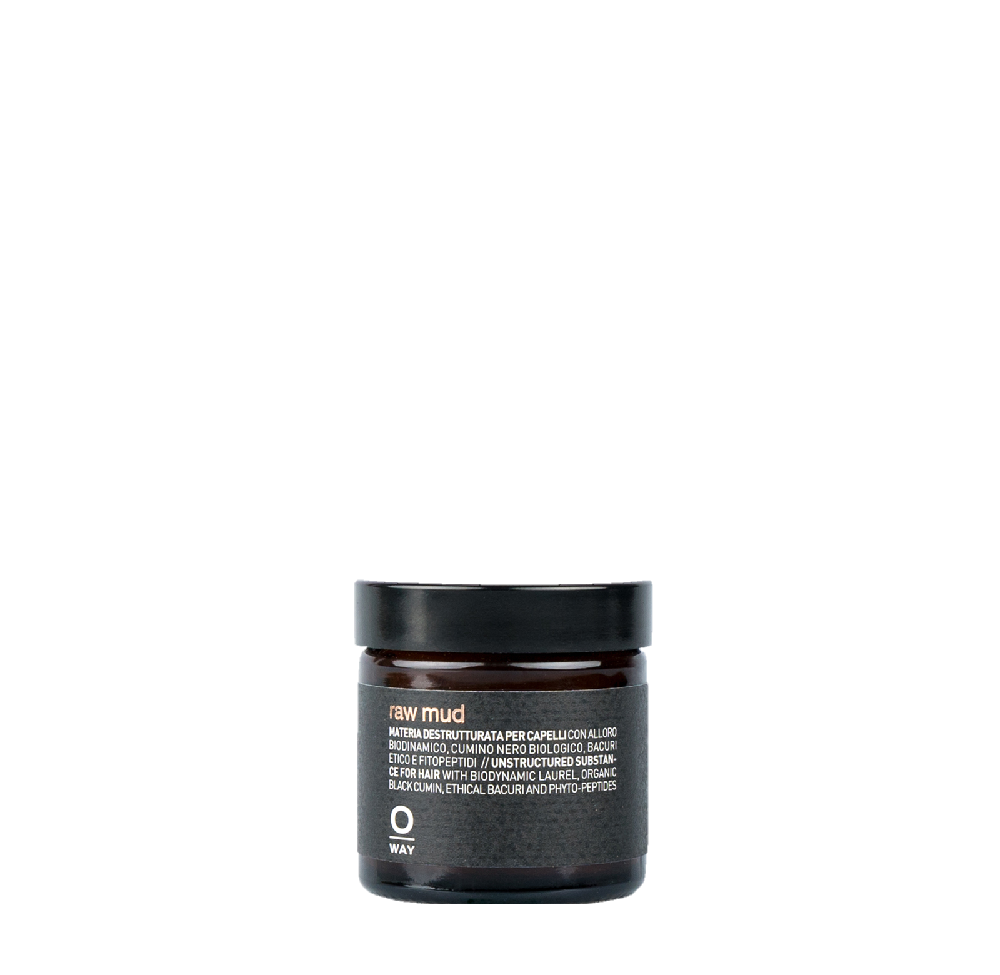 raw mud
MATERIA DESTRUTTURATA PER CAPELLI CON ALLORO
BIODINAMICO, CUMINO NERO BIOLOGICO, BACURI
ETICO E FITOPEPTIDI // UNSTRUCTURED SUBSTAN-
CE FOR HAIR WITH BIODYNAMIC LAUREL, ORGANIC
BLACK CUMIN, ETHICAL BACURI AND PHYTO-PEPTIDES
O
WAY